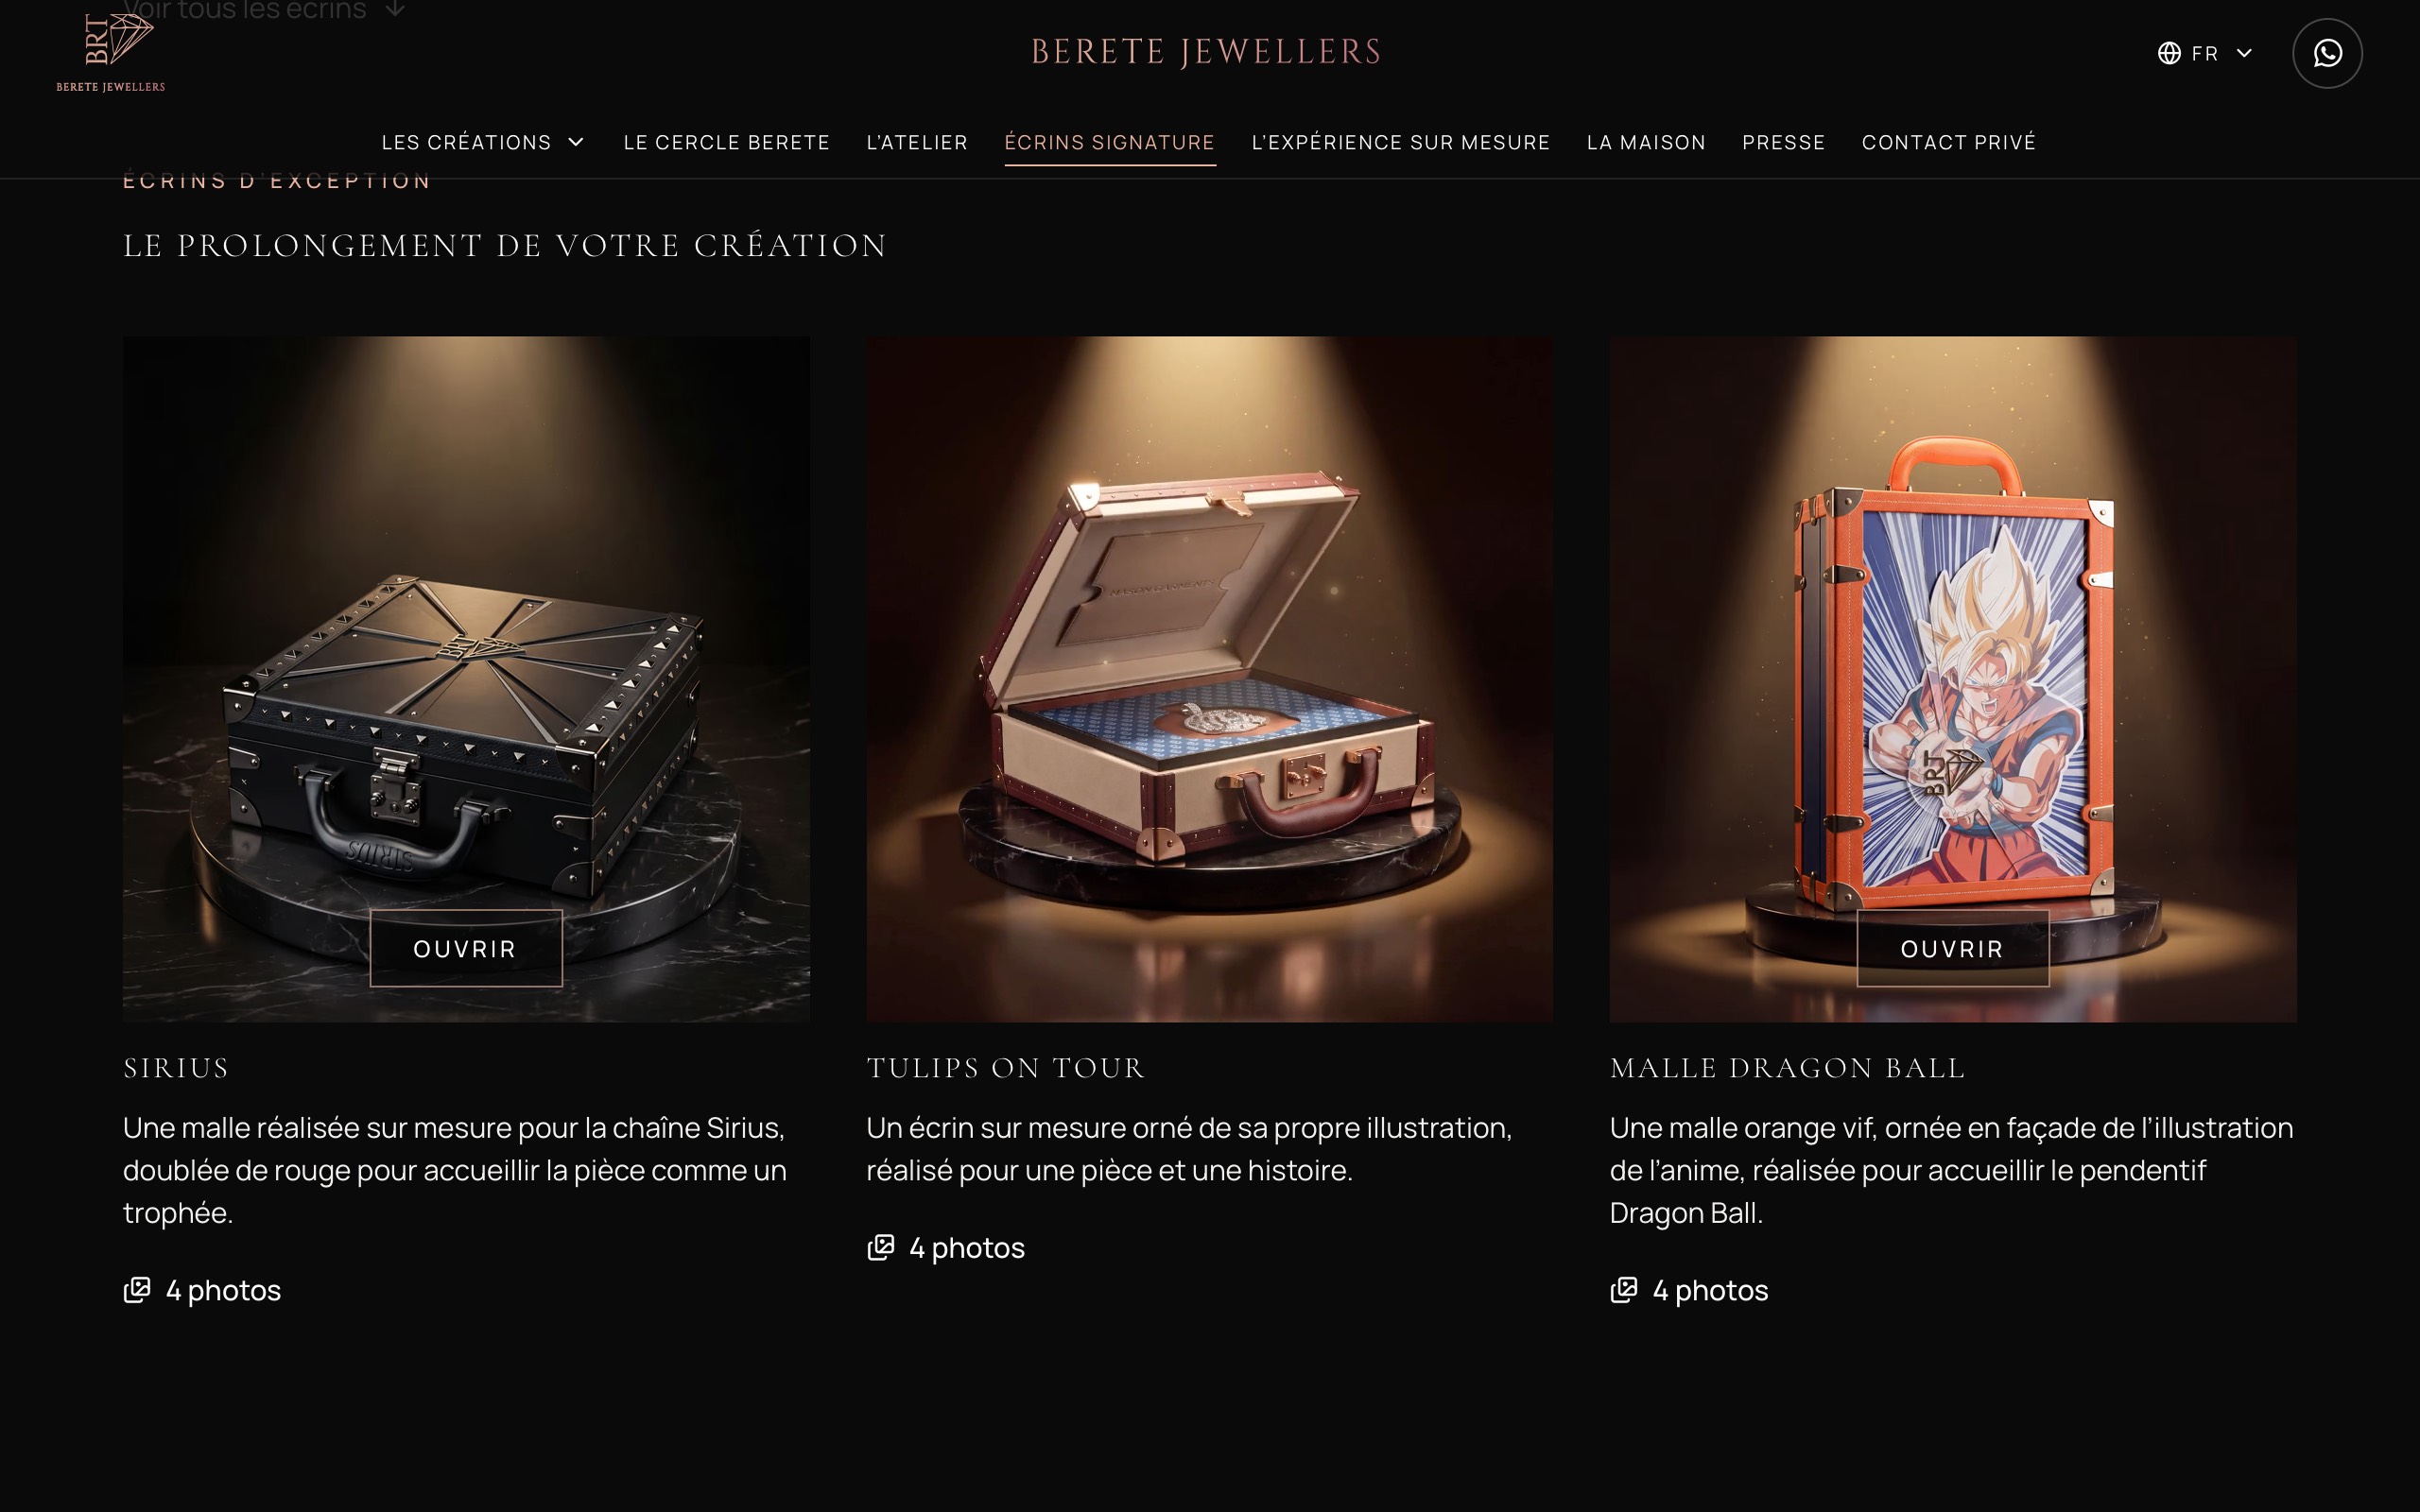 Voir tous les écrins
BRT
BERETE JEWELLERS
BERETE JEWELLERS
FR
LES CRÉATIONS
LE CERCLE BERETE
L’ATELIER
ÉCRINS SIGNATURE
L’EXPÉRIENCE SUR MESURE
LA MAISON
PRESSE
CONTACT PRIVÉ
ÉCRINS D’EXCEPTION
LE PROLONGEMENT DE VOTRE CRÉATION
BRT
SIRIUS
OUVRIR
BRT
OUVRIR
SIRIUS
Une malle réalisée sur mesure pour la chaîne Sirius,
doublée de rouge pour accueillir la pièce comme un
trophée.
4 photos
TULIPS ON TOUR
Un écrin sur mesure orné de sa propre illustration,
réalisé pour une pièce et une histoire.
4 photos
MALLE DRAGON BALL
Une malle orange vif, ornée en façade de l’illustration
de l’anime, réalisée pour accueillir le pendentif
Dragon Ball.
4 photos